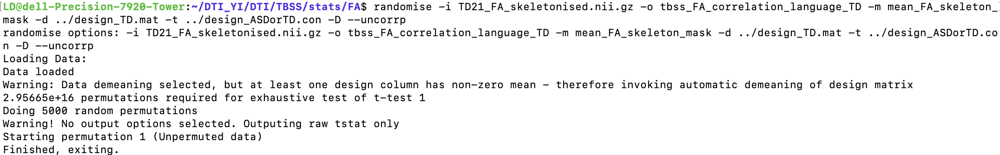 LD@dell-Precision-7920-Tower:~/DTI_YI/DTI/TBSS/stats/FA$ randomise -i TD21_FA_skeletonised.nii.gz -o tbss_FA_correlation_language_TD -m mean_FA_skeleton_
mask -d ../design_TD.mat -t ../design_ASDorTD.con -D --uncorrp
randomise options: -i TD21_FA_skeletonised.nii.gz -o tbss_FA_correlation_language_TD -m mean_FA_skeleton_mask -d ../design_TD.mat -t ../design_ASDorTD.co
n -D --uncorrp
Loading Data:
Data loaded
Warning: Data demeaning selected, but at least one design column has non-zero mean - therefore invoking automatic demeaning of design matrix
2.95665e+16 permutations required for exhaustive test of t-test 1
Doing 5000 random permutations
Warning! No output options selected. Outputing raw tstat only
Starting permutation 1 (Unpermuted data)
Finished, exiting.